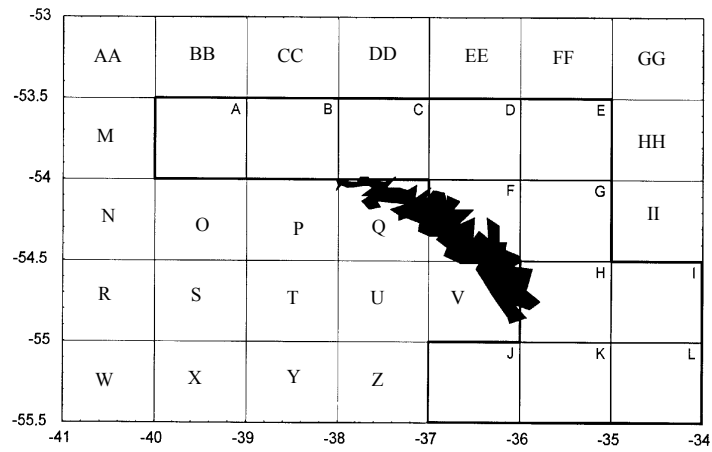 -53
AA BB CC DD EE FF GG
-53.5
A B C D E
M HH
-54
F G
N O P Q II
-54.5
H I
R S T U V
-55
J K L
W X Y Z
-55.5
-41 -40 -39 -38 -37 -36 -35 -34